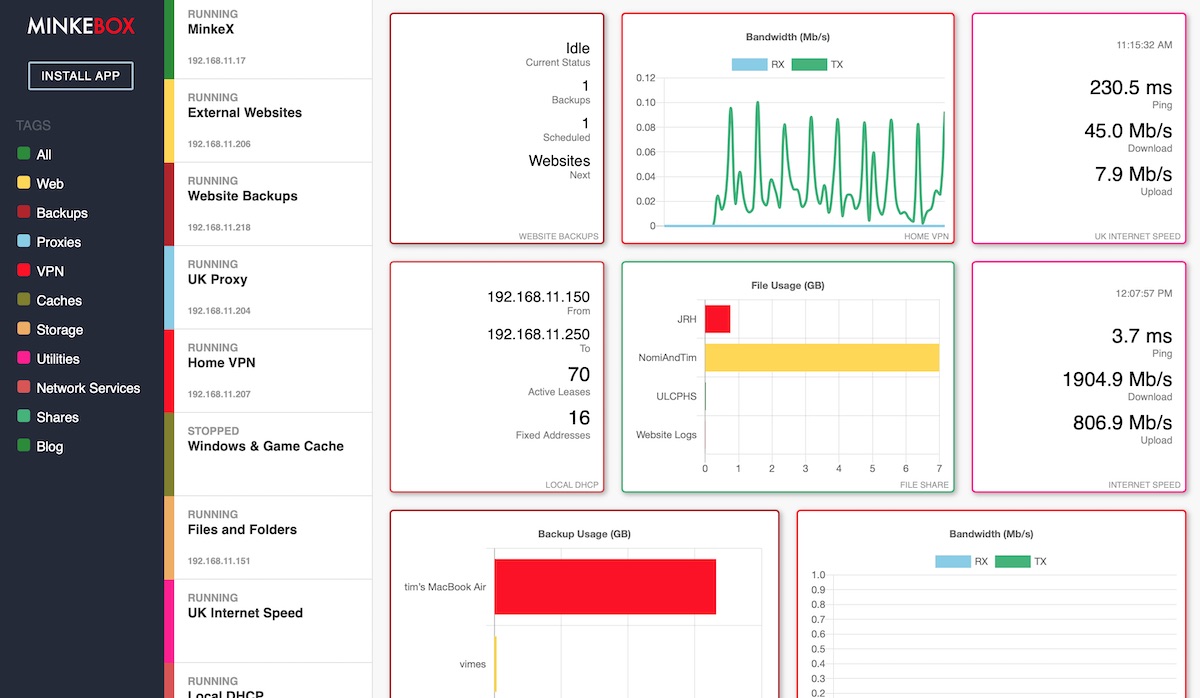 MINKEBOX
INSTALL APP
TAGS
All
Web
Backups
Proxies
VPN
Caches
Storage
Utilities
Network Services
Shares
Blog
RUNNING
MinkeX
192.168.11.17
RUNNING
External Websites
192.168.11.206
RUNNING
Website Backups
192.168.11.218
RUNNING
UK Proxy
192.168.11.204
RUNNING
Home VPN
192.168.11.207
STOPPED
Windows & Game Cache
RUNNING
Files and Folders
192.168.11.151
RUNNING
UK Internet Speed
RUNNING
Local DHCP
Idle
Current Status
1
Backups
1
Scheduled
Websites
Next
WEBSITE BACKUPS
Bandwidth (Mb/s)
RX TX
0.12
0.10
0.08
0.06
0.04
0.02
0
HOME VPN
11:15:32 AM
230.5 ms
Ping
45.0 Mb/s
Download
7.9 Mb/s
Upload
UK INTERNET SPEED
192.168.11.150
From
192.168.11.250
To
70
Active Leases
16
Fixed Addresses
LOCAL DHCP
File Usage (GB)
JRH
NomiAndTim
ULCPHS
Website Logs
0 1 2 3 4 5 6 7
FILE SHARE
12:07:57 PM
3.7 ms
Ping
1904.9 Mb/s
Download
806.9 Mb/s
Upload
INTERNET SPEED
Backup Usage (GB)
tim's MacBook Air
vimes
Bandwidth (Mb/s)
RX TX
1.0
0.9
0.8
0.7
0.6
0.5
0.4
0.3
0.2